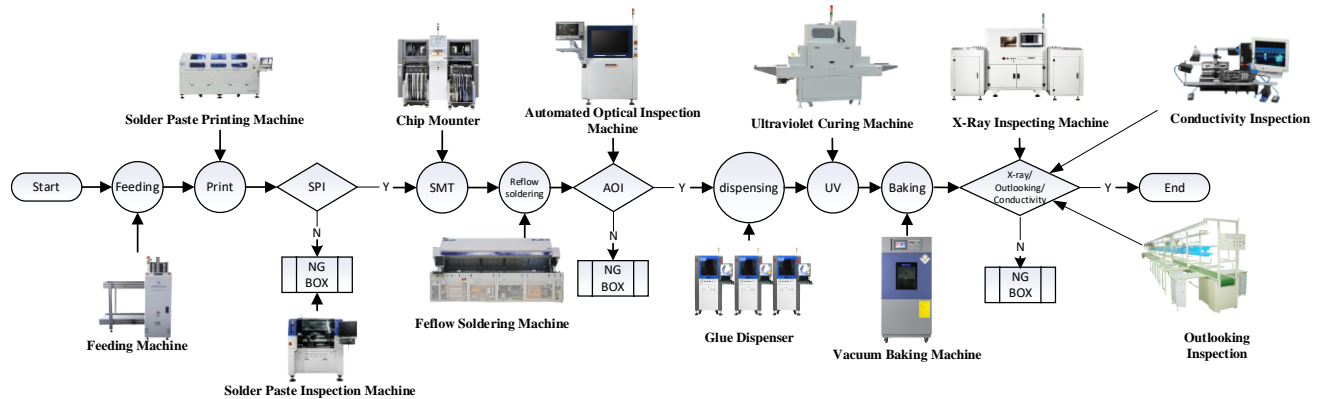 Solder Paste Printing Machine
Chip Mounter
Automated Optical Inspection
Machine
Ultraviolet Curing Machine
X-Ray Inspecting Machine
Conductivity Inspection
Start
Feeding
Print
SPI
Y
SMT
Reflow
soldering
AOI
Y
dispensing
UV
Baking
X-ray/
Outlooking/
Conductivity
Y
End
N
NG
BOX
N
NG
BOX
N
NG
BOX
Feeding Machine
Solder Paste Inspection Machine
Feflow Soldering Machine
Glue Dispenser
Vacuum Baking Machine
Outlooking
Inspection